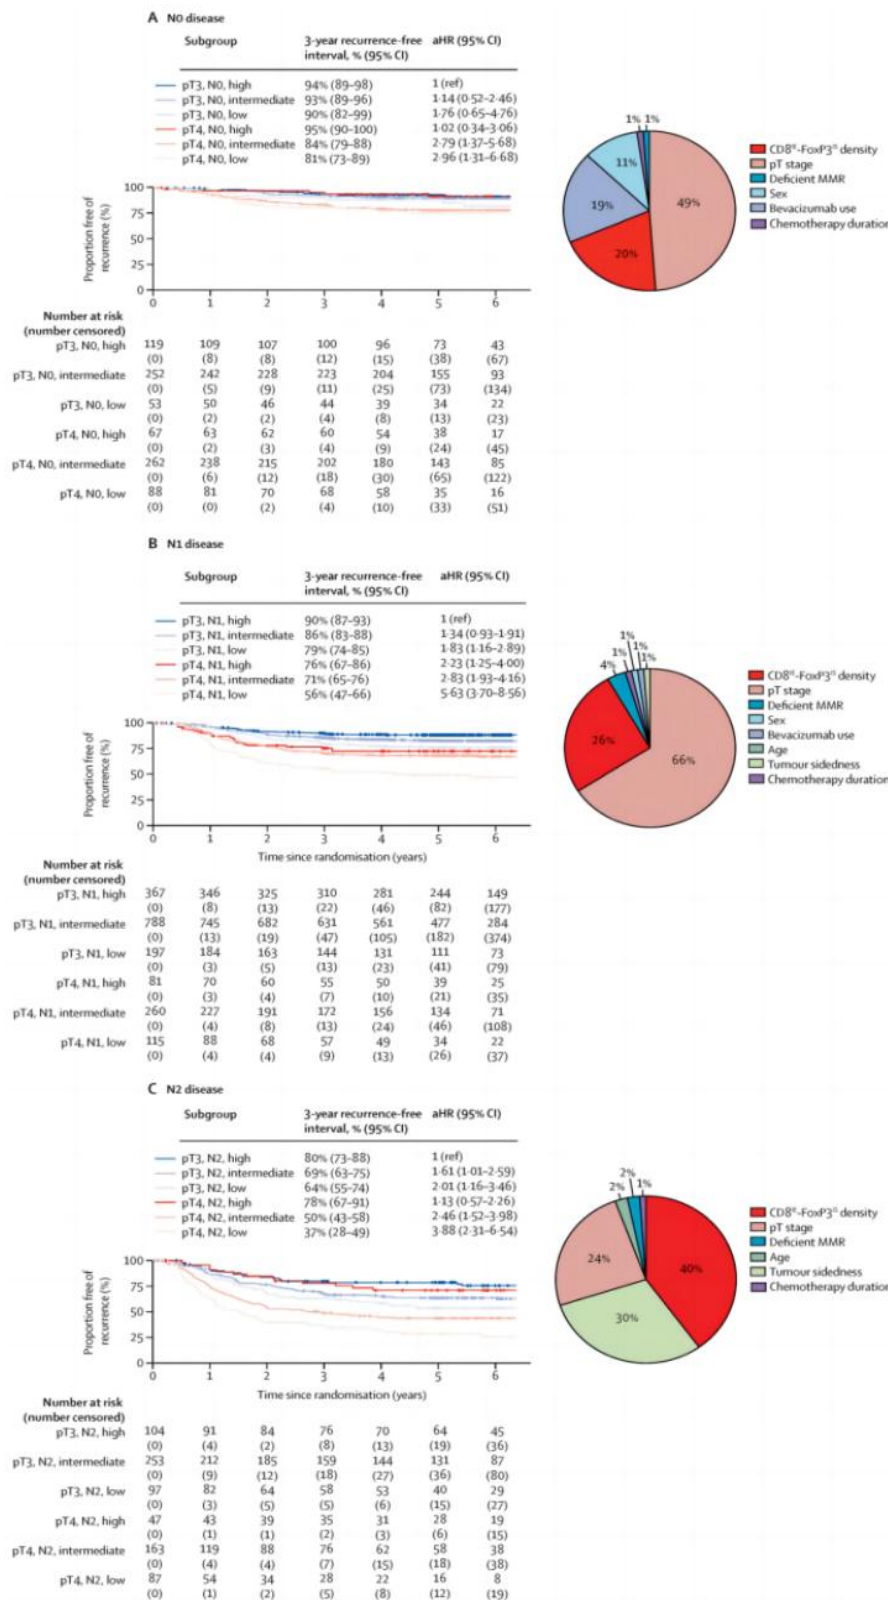 A N0 disease
Subgroup 3-year recurrence-free interval, % (95% CI) aHR (95% CI)
pT3, N0, high 94% (89–98) 1 (ref)
pT3, N0, intermediate 93% (89–96) 1·14 (0·52–2·46)
pT3, N0, low 90% (82–99) 1·76 (0·65–4·76)
pT4, N0, high 95% (90–100) 1·02 (0·34–3·06)
pT4, N0, intermediate 84% (79–88) 2·79 (1·37–5·68)
pT4, N0, low 81% (73–89) 2·96 (1·31–6·68)
Proportion free of recurrence (%)
100
75
50
25
0
0 1 2 3 4 5 6
1% 1%
11%
19%
20%
49%
CD8ᴿ-FoxP3ᴿ density
pT stage
Deficient MMR
Sex
Bevacizumab use
Chemotherapy duration
Number at risk
(number censored)
pT3, N0, high 119 109 107 100 96 73 43
(0) (8) (8) (12) (15) (38) (67)
pT3, N0, intermediate 252 242 228 223 204 155 93
(0) (5) (9) (11) (25) (73) (134)
pT3, N0, low 53 50 46 44 39 34 22
(0) (2) (2) (4) (8) (13) (23)
pT4, N0, high 67 63 62 60 54 38 17
(0) (2) (3) (4) (9) (24) (45)
pT4, N0, intermediate 262 238 215 202 180 143 85
(0) (6) (12) (18) (30) (65) (122)
pT4, N0, low 88 81 70 68 58 35 16
(0) (0) (2) (4) (10) (33) (51)
B N1 disease
Subgroup 3-year recurrence-free interval, % (95% CI) aHR (95% CI)
pT3, N1, high 90% (87–93) 1 (ref)
pT3, N1, intermediate 86% (83–88) 1·34 (0·93–1·91)
pT3, N1, low 79% (74–85) 1·83 (1·16–2·89)
pT4, N1, high 76% (67–86) 2·23 (1·25–4·00)
pT4, N1, intermediate 71% (65–76) 2·83 (1·93–4·16)
pT4, N1, low 56% (47–66) 5·63 (3·70–8·56)
Proportion free of recurrence (%)
100
75
50
25
0
0 1 2 3 4 5 6
Time since randomisation (years)
1%
1% 1%
4% 1%
26%
66%
CD8ᴿ-FoxP3ᴿ density
pT stage
Deficient MMR
Sex
Bevacizumab use
Age
Tumour sidedness
Chemotherapy duration
Number at risk
(number censored)
pT3, N1, high 367 346 325 310 281 244 149
(0) (8) (13) (22) (46) (82) (177)
pT3, N1, intermediate 788 745 682 631 561 477 284
(0) (13) (19) (47) (105) (182) (374)
pT3, N1, low 197 184 163 144 131 111 73
(0) (3) (5) (13) (23) (41) (79)
pT4, N1, high 81 70 60 55 50 39 25
(0) (3) (4) (7) (10) (21) (35)
pT4, N1, intermediate 260 227 191 172 156 134 71
(0) (4) (8) (13) (24) (46) (108)
pT4, N1, low 115 88 68 57 49 34 22
(0) (4) (4) (9) (13) (26) (37)
C N2 disease
Subgroup 3-year recurrence-free interval, % (95% CI) aHR (95% CI)
pT3, N2, high 80% (73–88) 1 (ref)
pT3, N2, intermediate 69% (63–75) 1·61 (1·01–2·59)
pT3, N2, low 64% (55–74) 2·01 (1·16–3·46)
pT4, N2, high 78% (67–91) 1·13 (0·57–2·26)
pT4, N2, intermediate 50% (43–58) 2·46 (1·52–3·98)
pT4, N2, low 37% (28–49) 3·88 (2·31–6·54)
Proportion free of recurrence (%)
100
75
50
25
0
0 1 2 3 4 5 6
Time since randomisation (years)
2%
2% 1%
24%
40%
30%
CD8ᴿ-FoxP3ᴿ density
pT stage
Deficient MMR
Age
Tumour sidedness
Chemotherapy duration
Number at risk
(number censored)
pT3, N2, high 104 91 84 76 70 64 45
(0) (4) (2) (8) (13) (19) (36)
pT3, N2, intermediate 253 212 185 159 144 131 87
(0) (9) (12) (18) (27) (36) (80)
pT3, N2, low 97 82 64 58 53 40 29
(0) (3) (5) (5) (6) (15) (27)
pT4, N2, high 47 43 39 35 31 28 19
(0) (1) (1) (2) (3) (6) (15)
pT4, N2, intermediate 163 119 88 76 62 58 38
(0) (4) (4) (7) (15) (18) (38)
pT4, N2, low 87 54 34 28 22 16 8
(0) (1) (2) (5) (8) (12) (19)